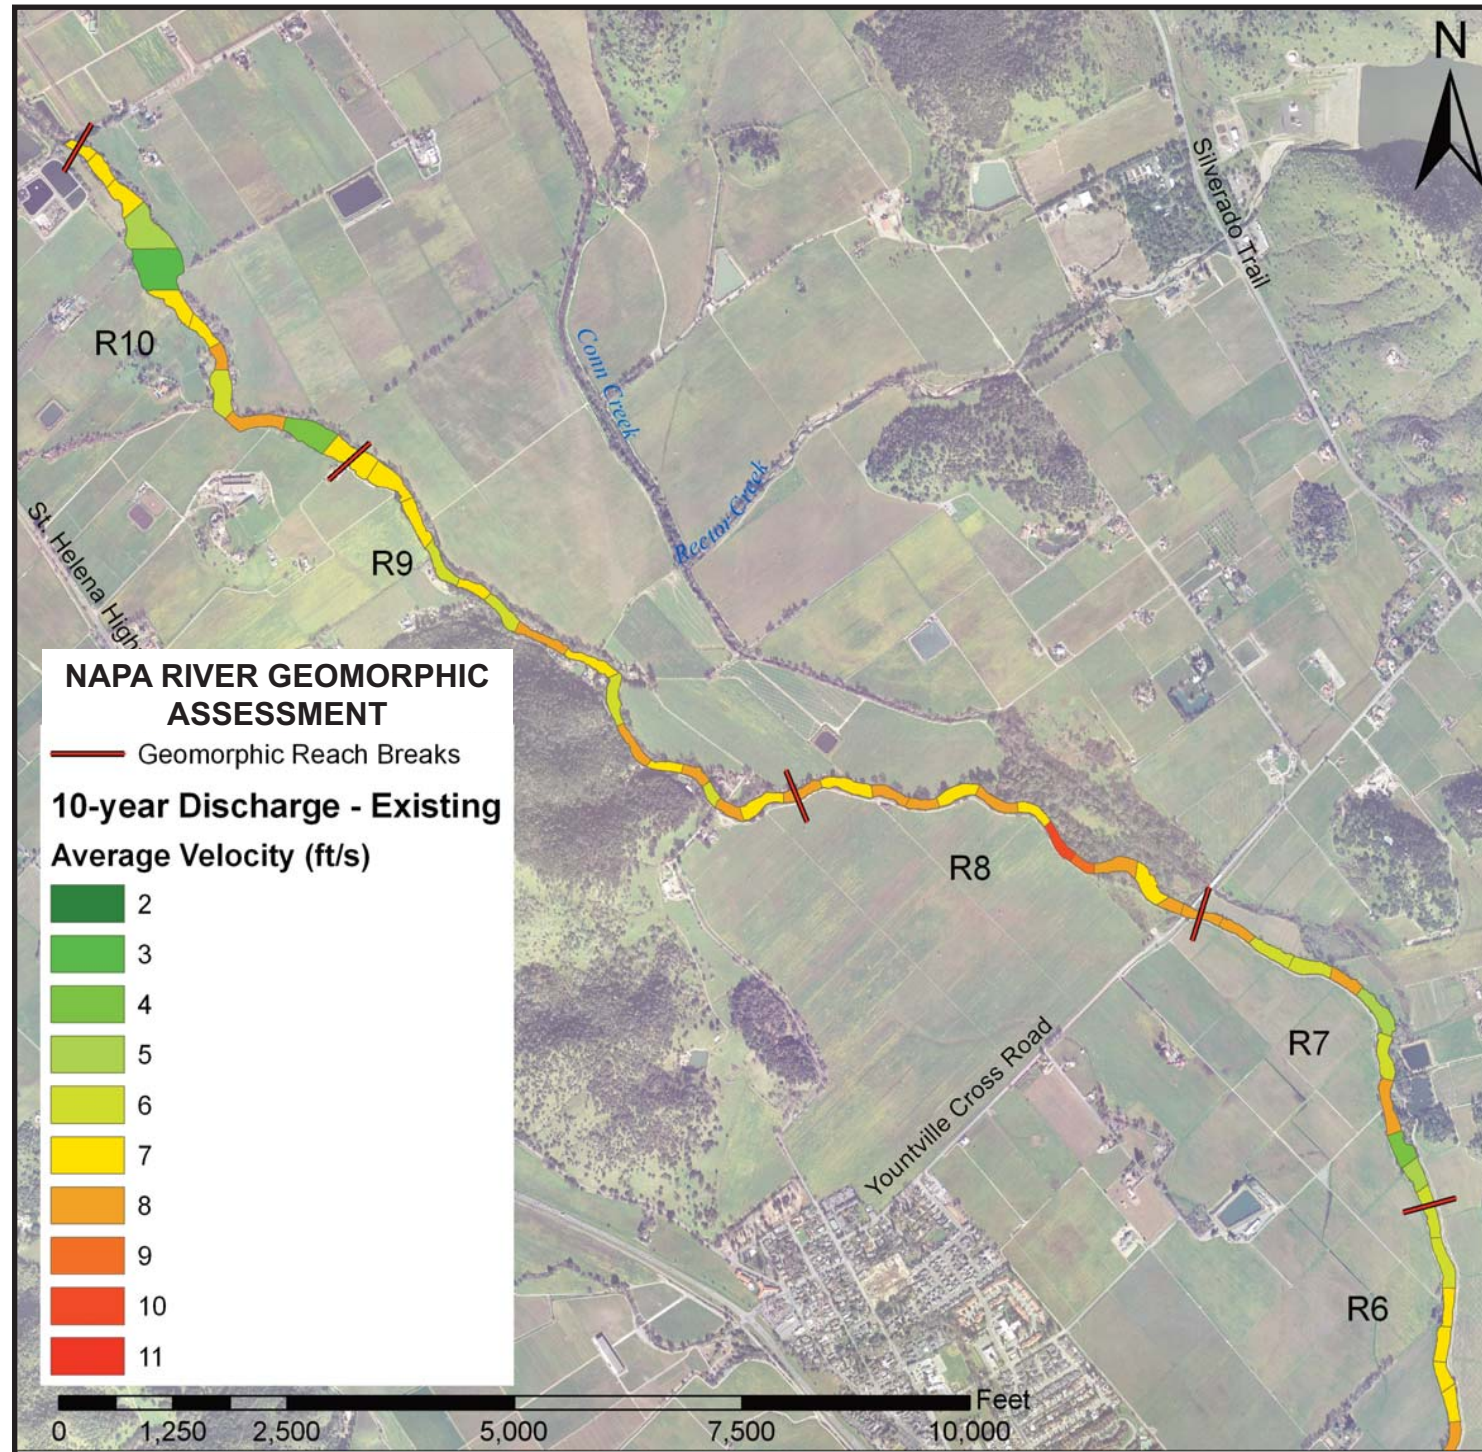 N
Silverado Trail
R10
Conn Creek
Rector Creek
St. Helena High
R9
NAPA RIVER GEOMORPHIC
ASSESSMENT
Geomorphic Reach Breaks
10-year Discharge - Existing
Average Velocity (ft/s)
2
3
4
5
6
7
8
9
10
11
R8
R7
Yountville Cross Road
R6
Feet
0 1,250 2,500 5,000 7,500 10,000